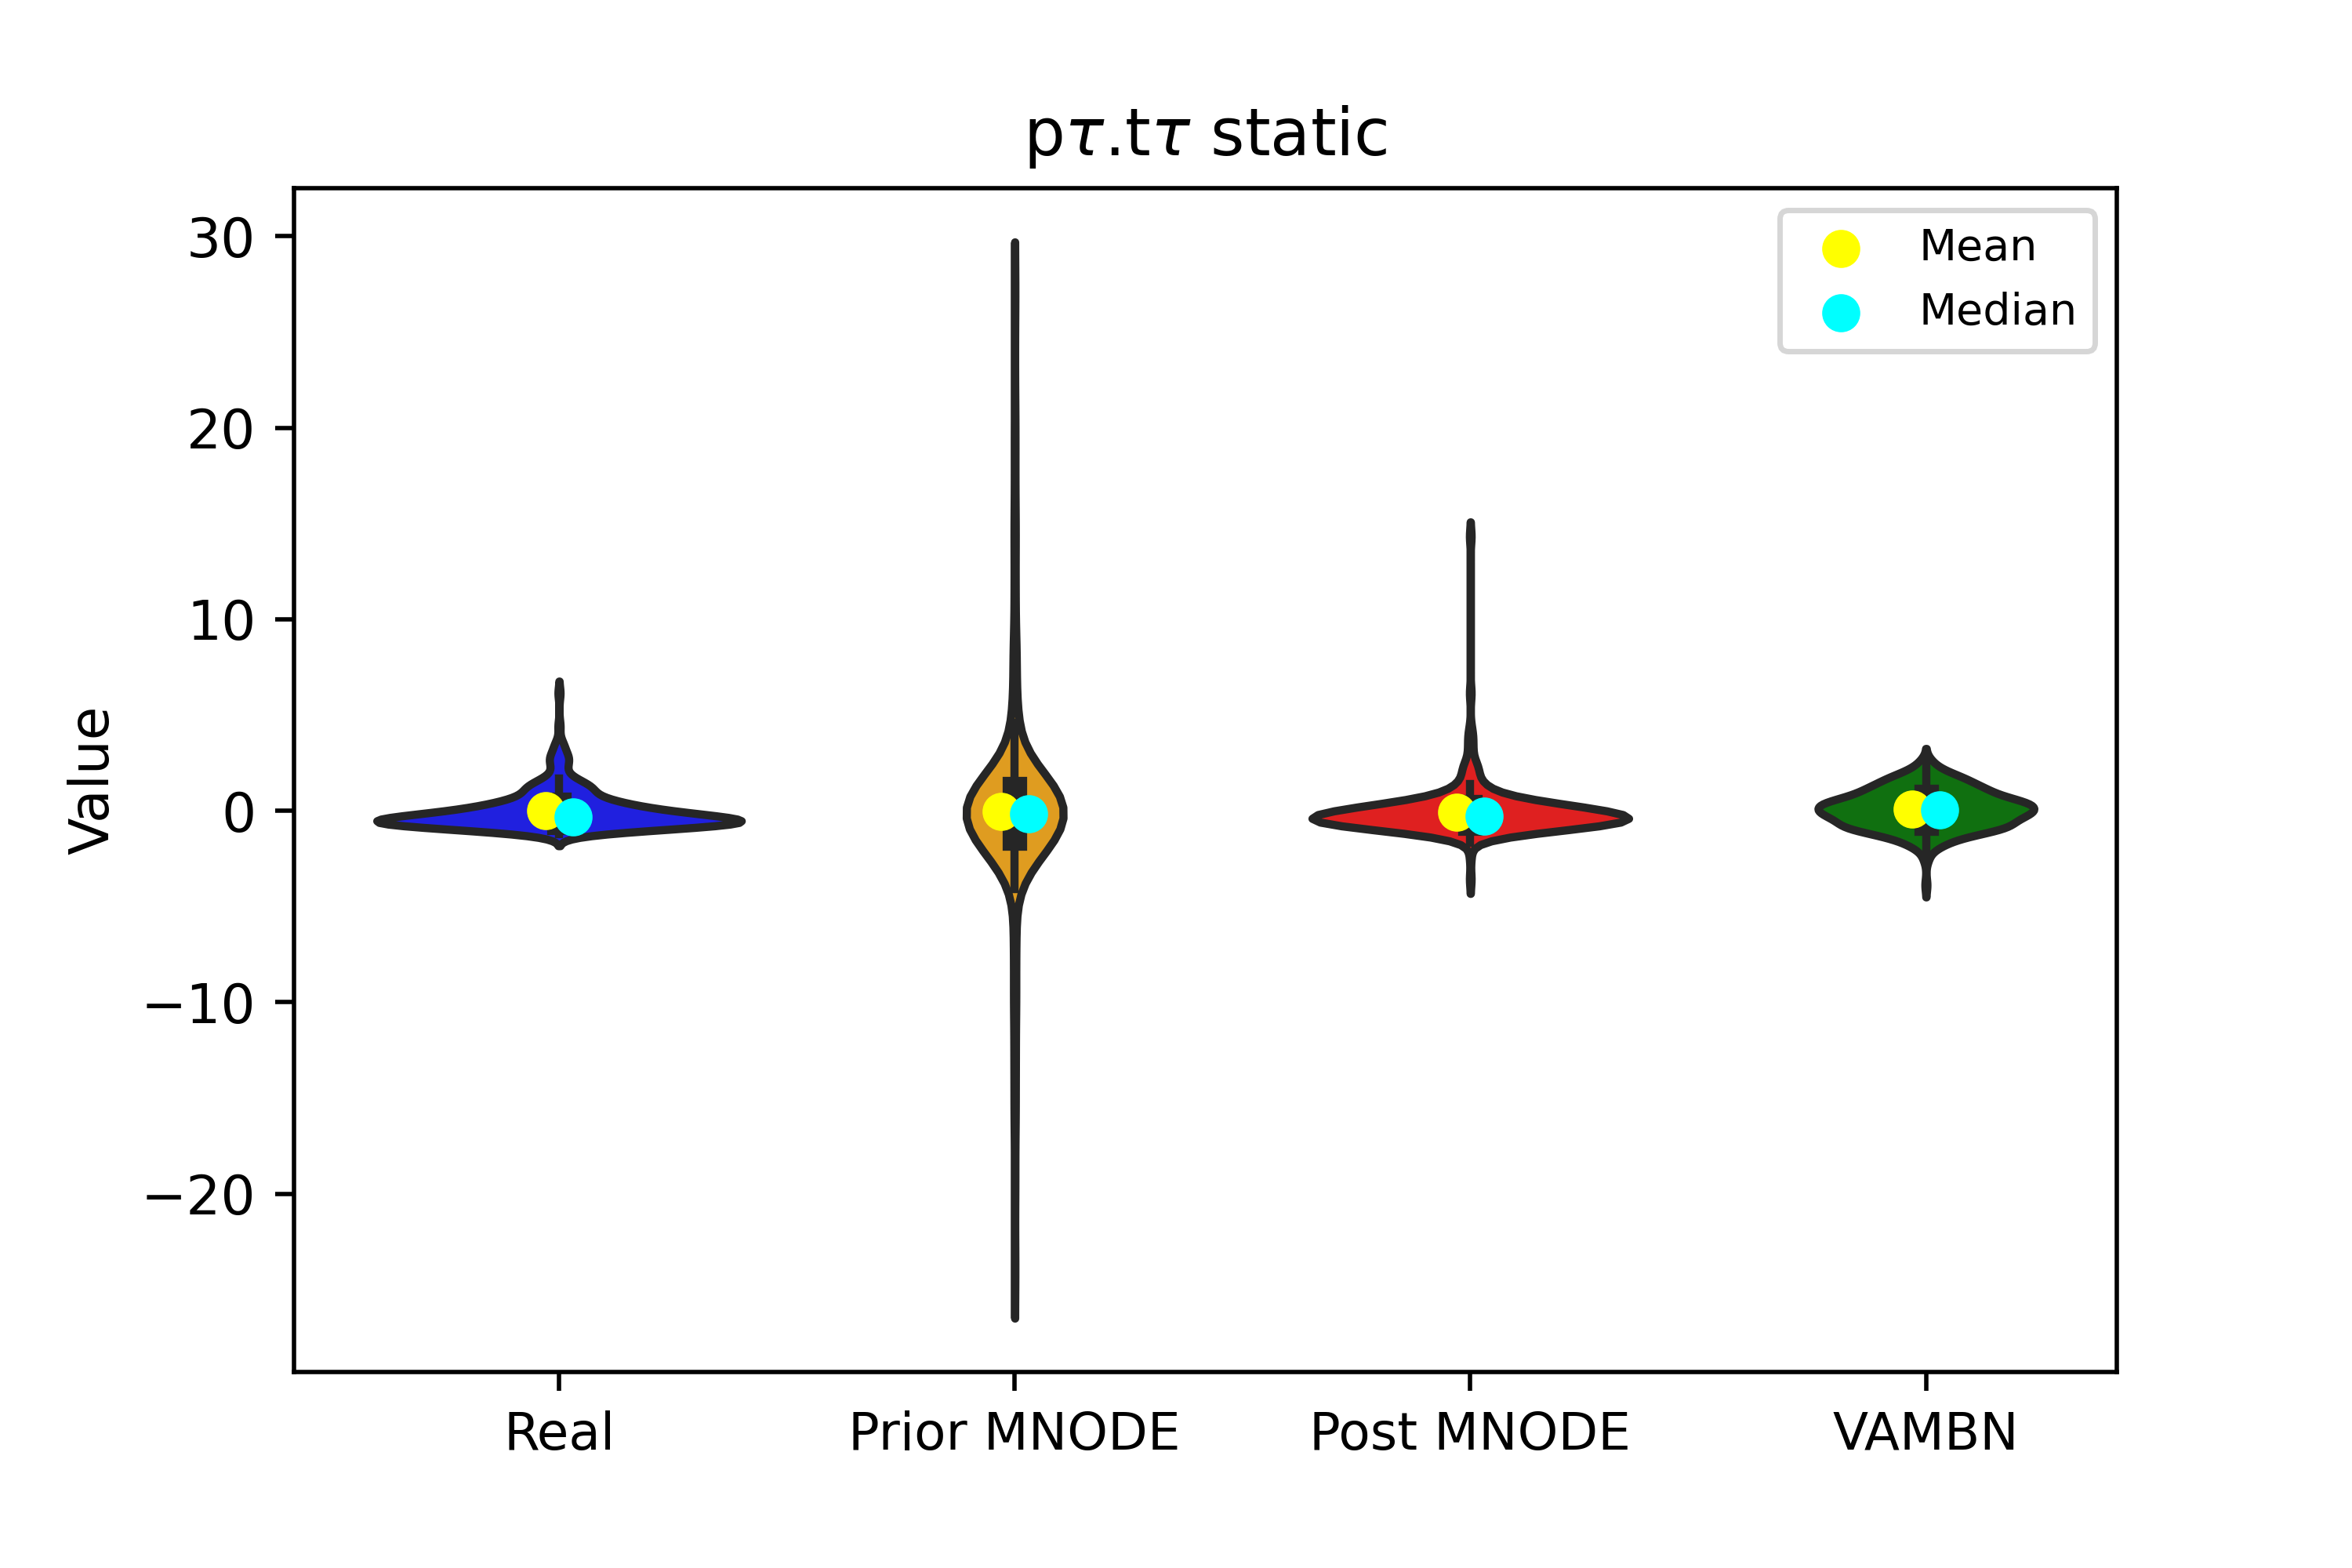 pτ.tτ static
Mean
Median
30
20
10
0
−10
−20
Value
Real
Prior MNODE
Post MNODE
VAMBN